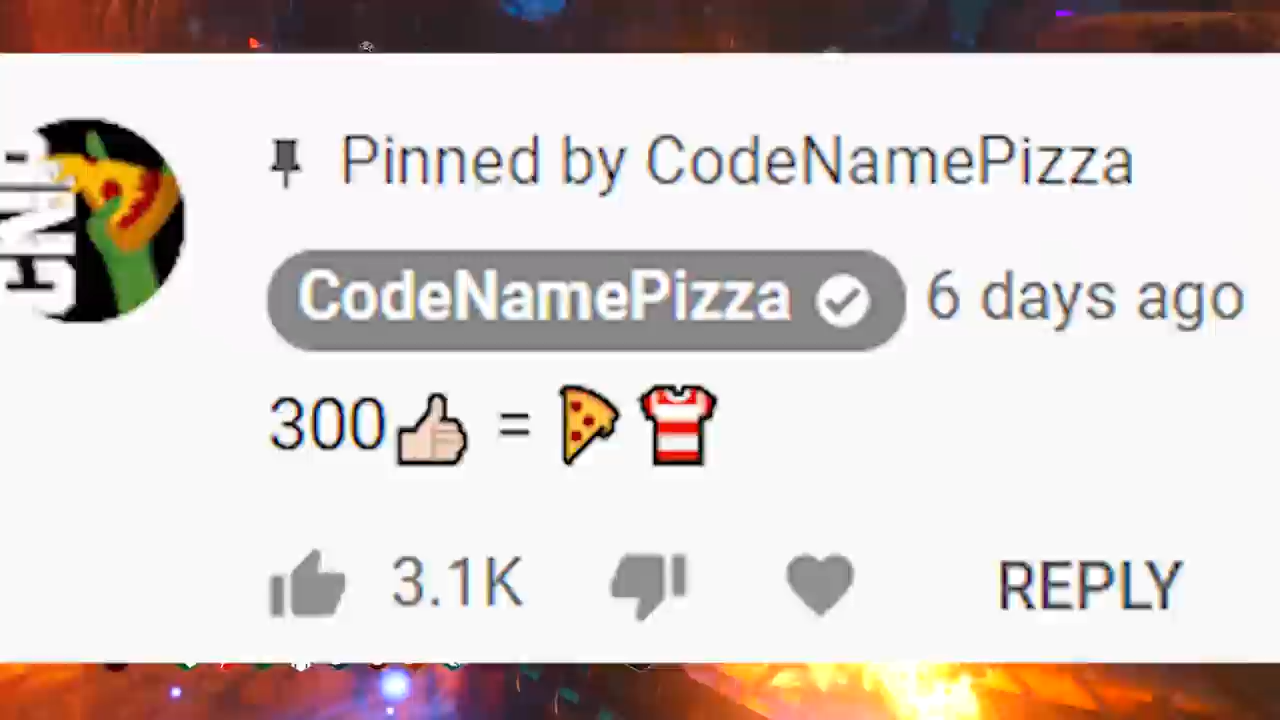 Pinned by CodeNamePizza
CodeNamePizza 6 days ago
300👍🏻 = 🍕 👕
3.1K REPLY